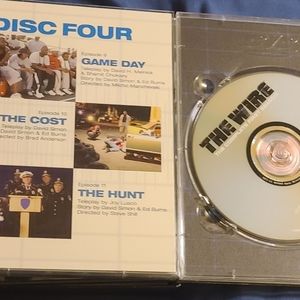 DISC FOUR
Episode 9
GAME DAY
Teleplay by David H. Melnick
& Shamit Choksey
Story by David Simon & Ed Burns
Directed by Milcho Manchevski
Episode 10
THE COST
Teleplay by David Simon
David Simon & Ed Burns
Directed by Brad Anderson
Episode 11
THE HUNT
Teleplay by Joy Lusco
Story by David Simon & Ed Burns
Directed by Steve Shill
THE WIRE
THE COMPLETE FIRST